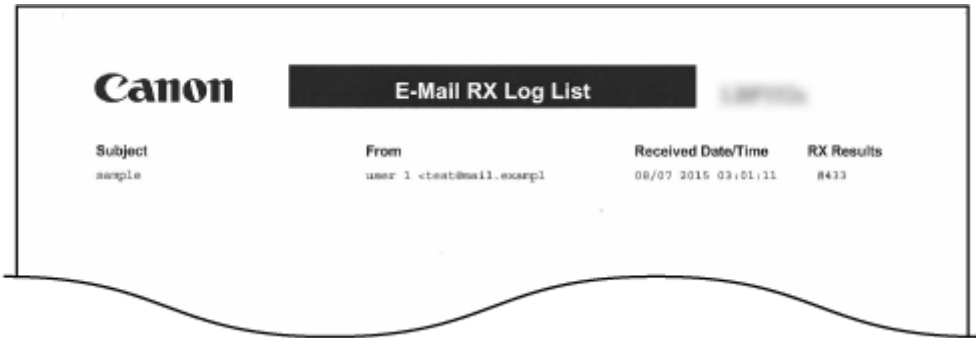 Canon
E-Mail RX Log List
Subject From Received Date/Time RX Results
sample user 1 <test@mail.exampl 08/07 2015 03:01:11 #433